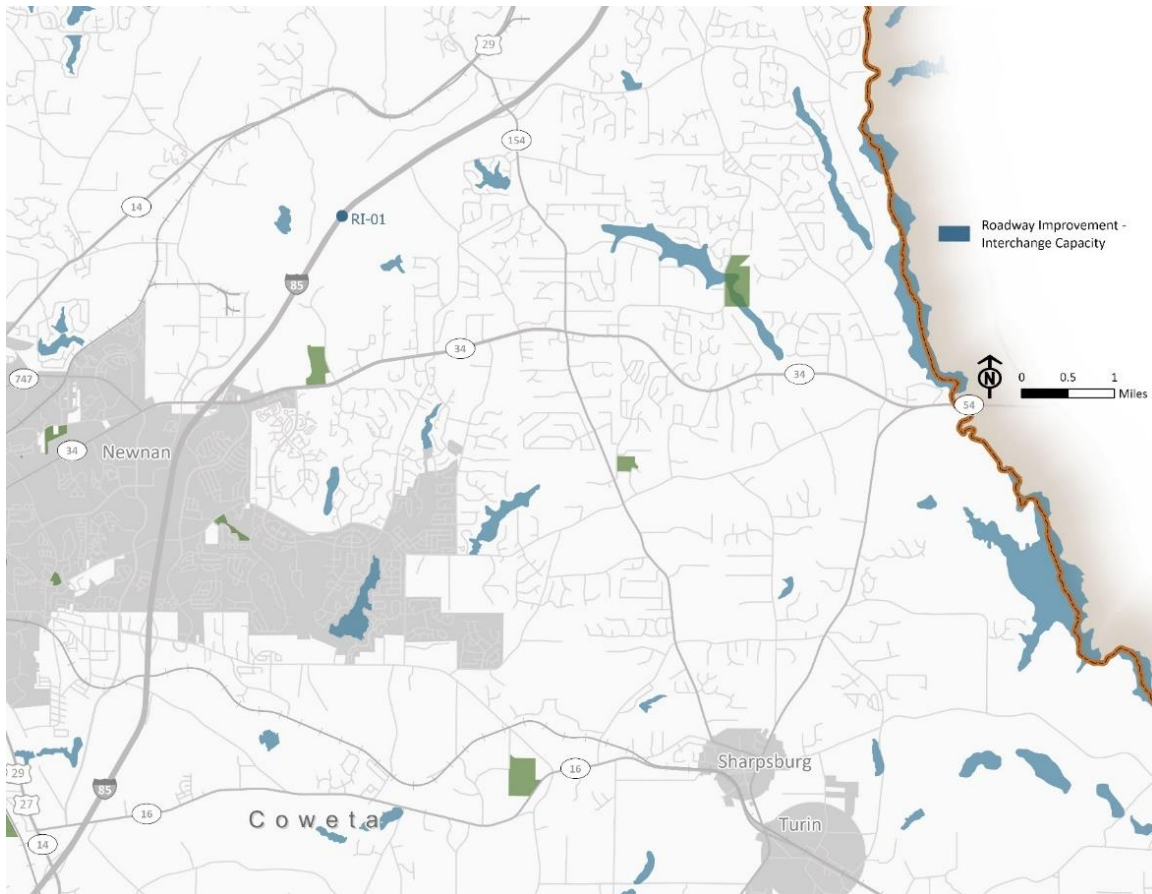 29
154
14
RI-01
Roadway Improvement -
Interchange Capacity
85
34
34
747
N
0 0.5 1
Miles
54
34
Newnan
Sharpsburg
16
29
85
27
16
Coweta
Turin
14